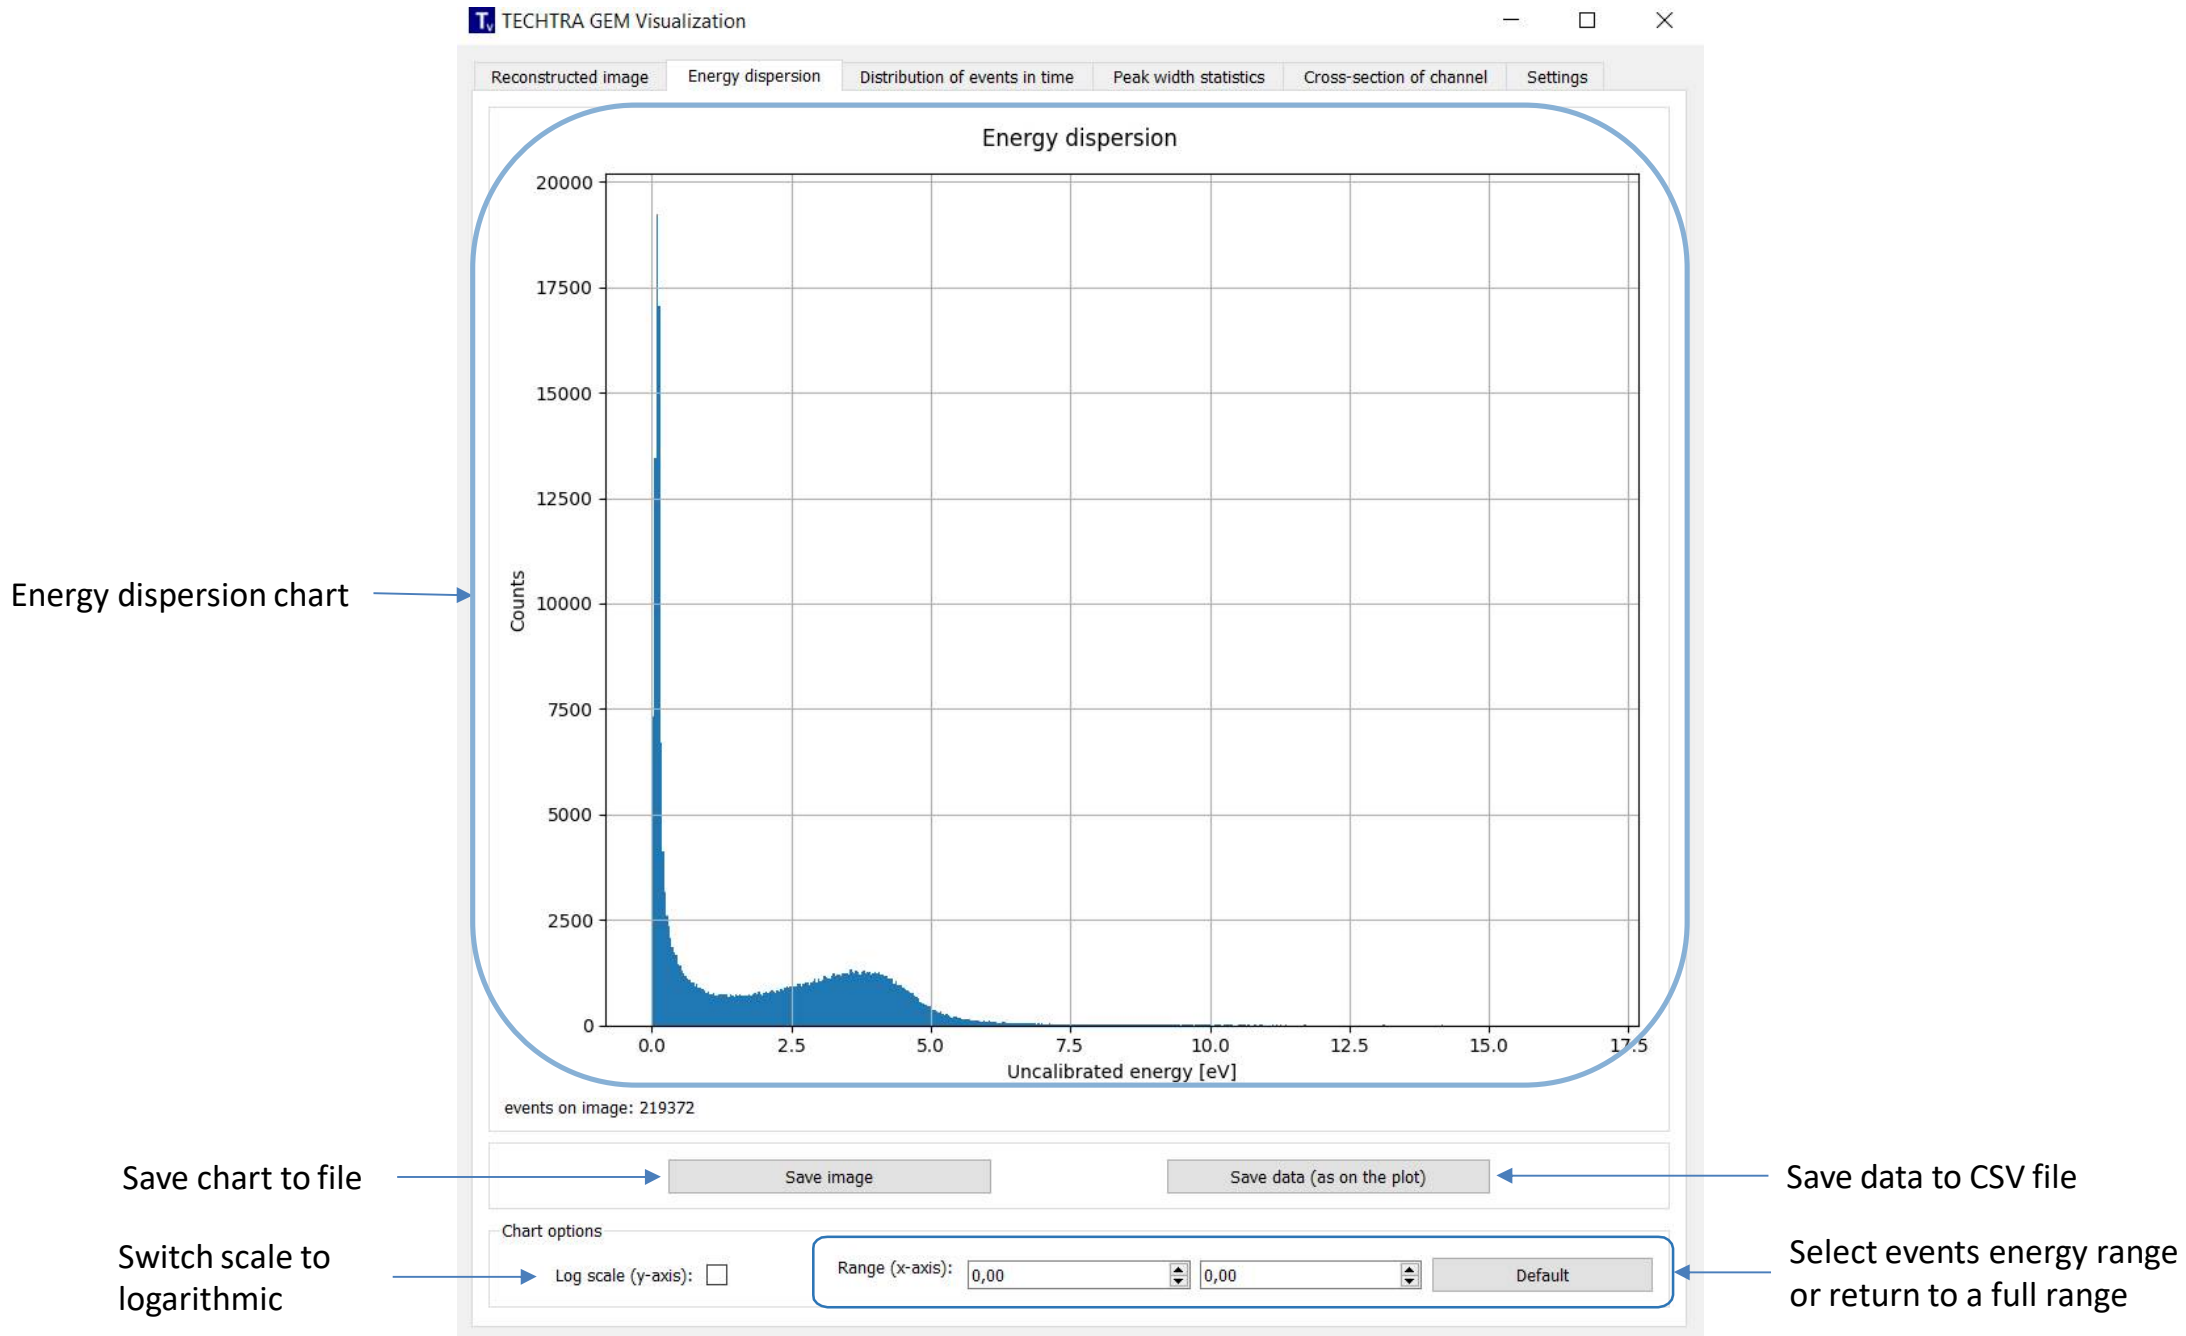 TECHTRA GEM Visualization
Reconstructed image
Energy dispersion
Distribution of events in time
Peak width statistics
Cross-section of channel
Settings
Energy dispersion
20000
17500
15000
12500
10000
7500
5000
2500
0
Counts
0.0
2.5
5.0
7.5
10.0
12.5
15.0
17.5
Uncalibrated energy [eV]
events on image: 219372
Energy dispersion chart
Save chart to file
Save image
Save data (as on the plot)
Save data to CSV file
Chart options
Switch scale to
logarithmic
Log scale (y-axis):
Range (x-axis):
0,00
0,00
Default
Select events energy range
or return to a full range